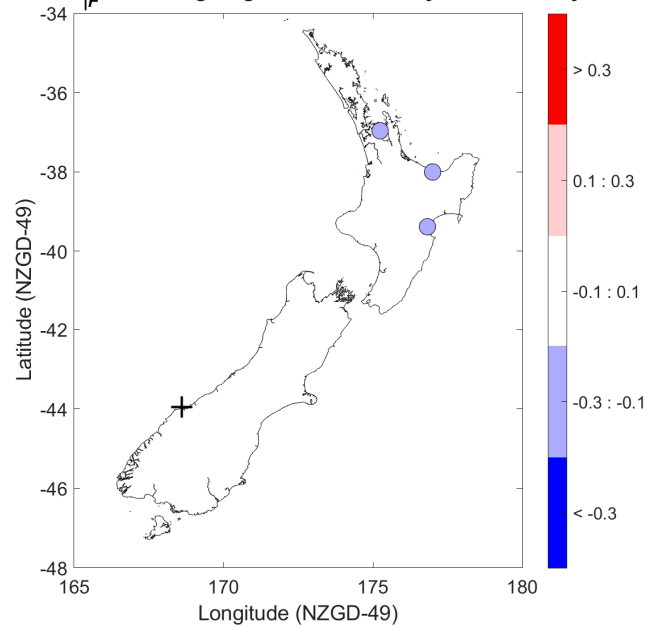 -34
-36
-38
-40
-42
-44
-46
-48
165
170
175
180
Latitude (NZGD-49)
Longitude (NZGD-49)
> 0.3
0.1 : 0.3
-0.1 : 0.1
-0.3 : -0.1
< -0.3